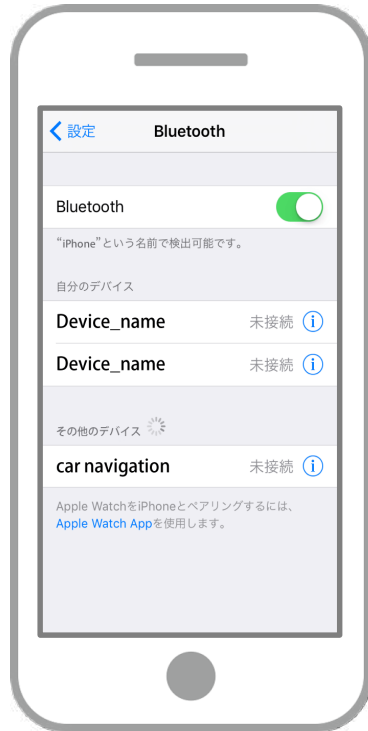 設定
Bluetooth
Bluetooth
“iPhone”という名前で検出可能です。
自分のデバイス
Device_name 未接続 i
Device_name 未接続 i
その他のデバイス
car navigation 未接続 i
Apple WatchをiPhoneとペアリングするには、
Apple Watch Appを使用します。